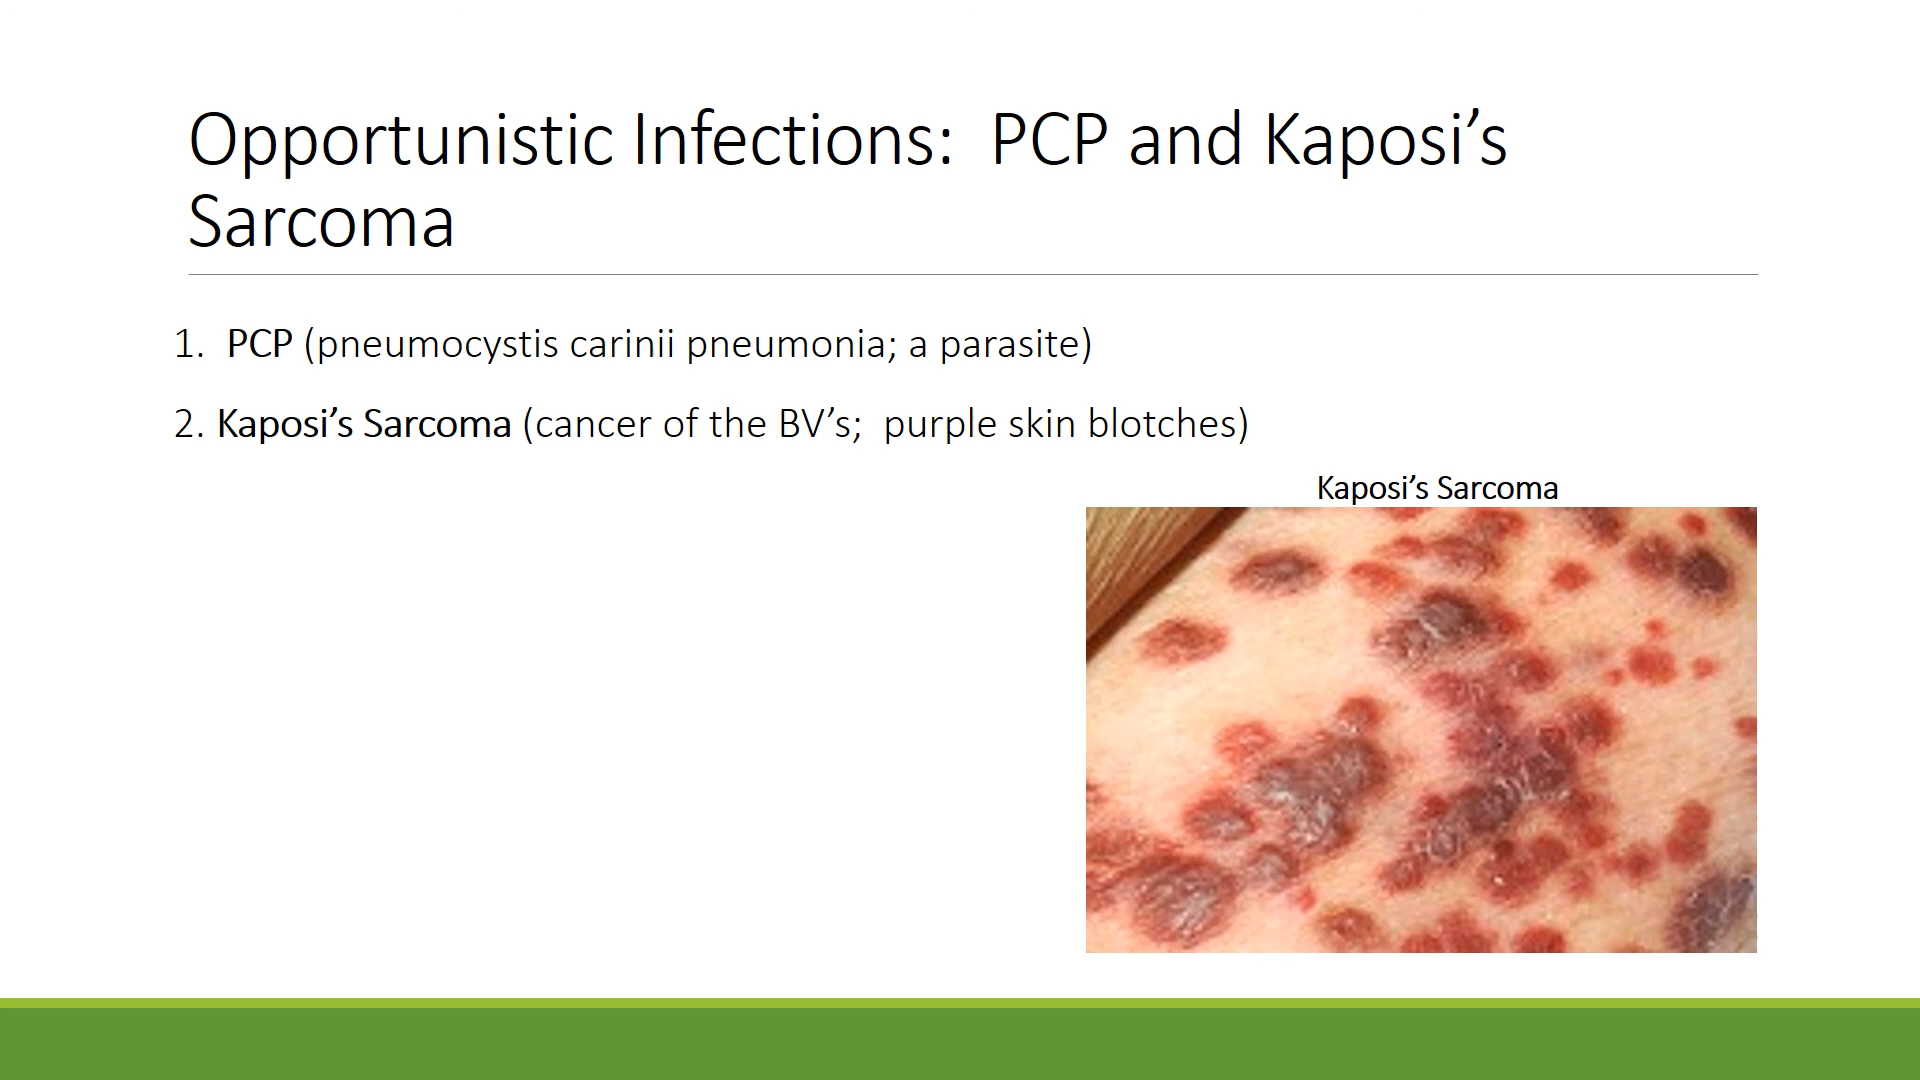 Opportunistic Infections:  PCP and Kaposi’s
Sarcoma
1.  PCP (pneumocystis carinii pneumonia; a parasite)
2. Kaposi’s Sarcoma (cancer of the BV’s;  purple skin blotches)
Kaposi’s Sarcoma